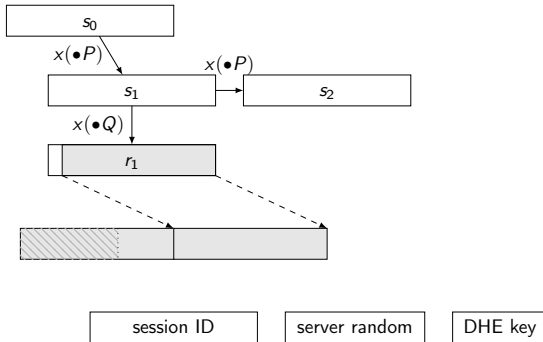 s₀
x(•P)
x(•P)
s₁
s₂
x(•Q)
r₁
session ID server random DHE key